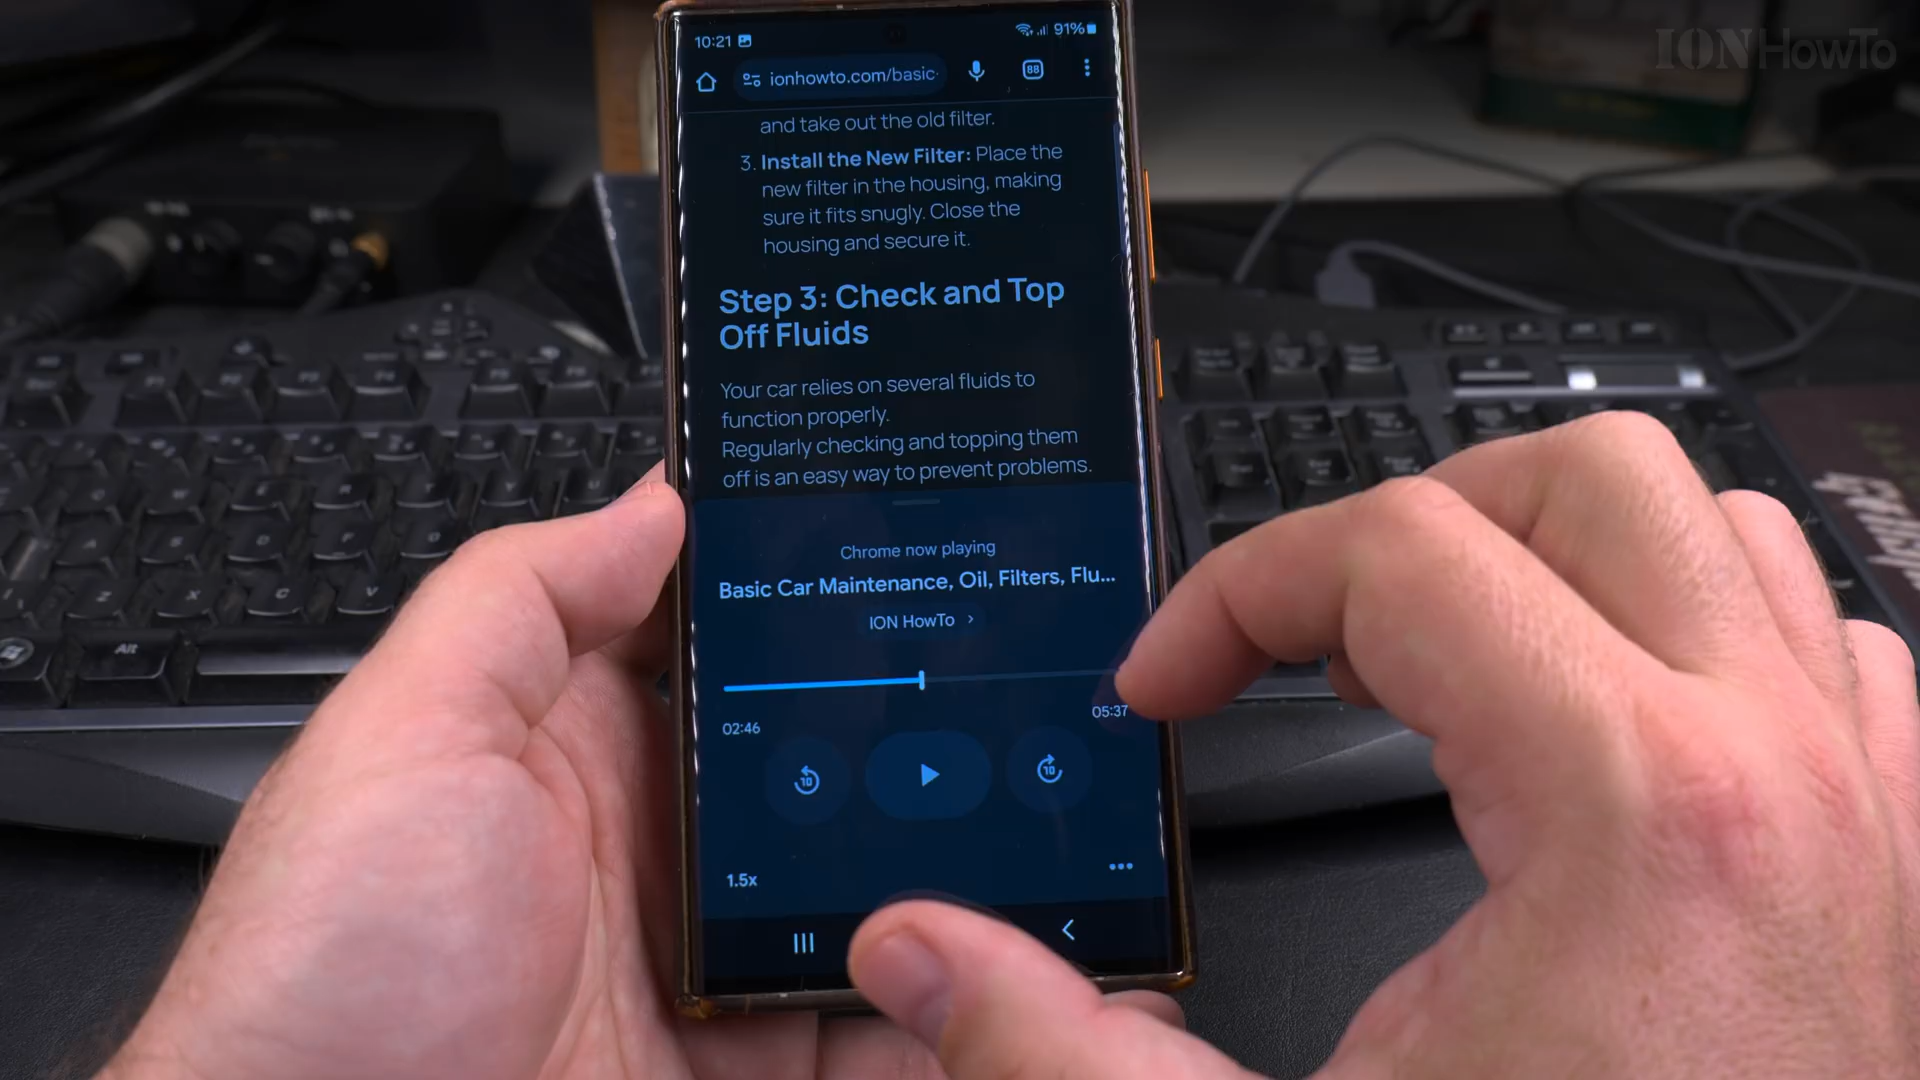 IONHowTo
10:21
91%
ionhowto.com/basic-
88
and take out the old filter.
3. Install the New Filter: Place the
new filter in the housing, making
sure it fits snugly. Close the
housing and secure it.
Step 3: Check and Top
Off Fluids
Your car relies on several fluids to
function properly.
Regularly checking and topping them
off is an easy way to prevent problems.
Chrome now playing
Basic Car Maintenance, Oil, Filters, Flu...
ION HowTo >
02:46
05:37
10
10
1.5x
Alt
Z
X
C
V
A
S
D
F